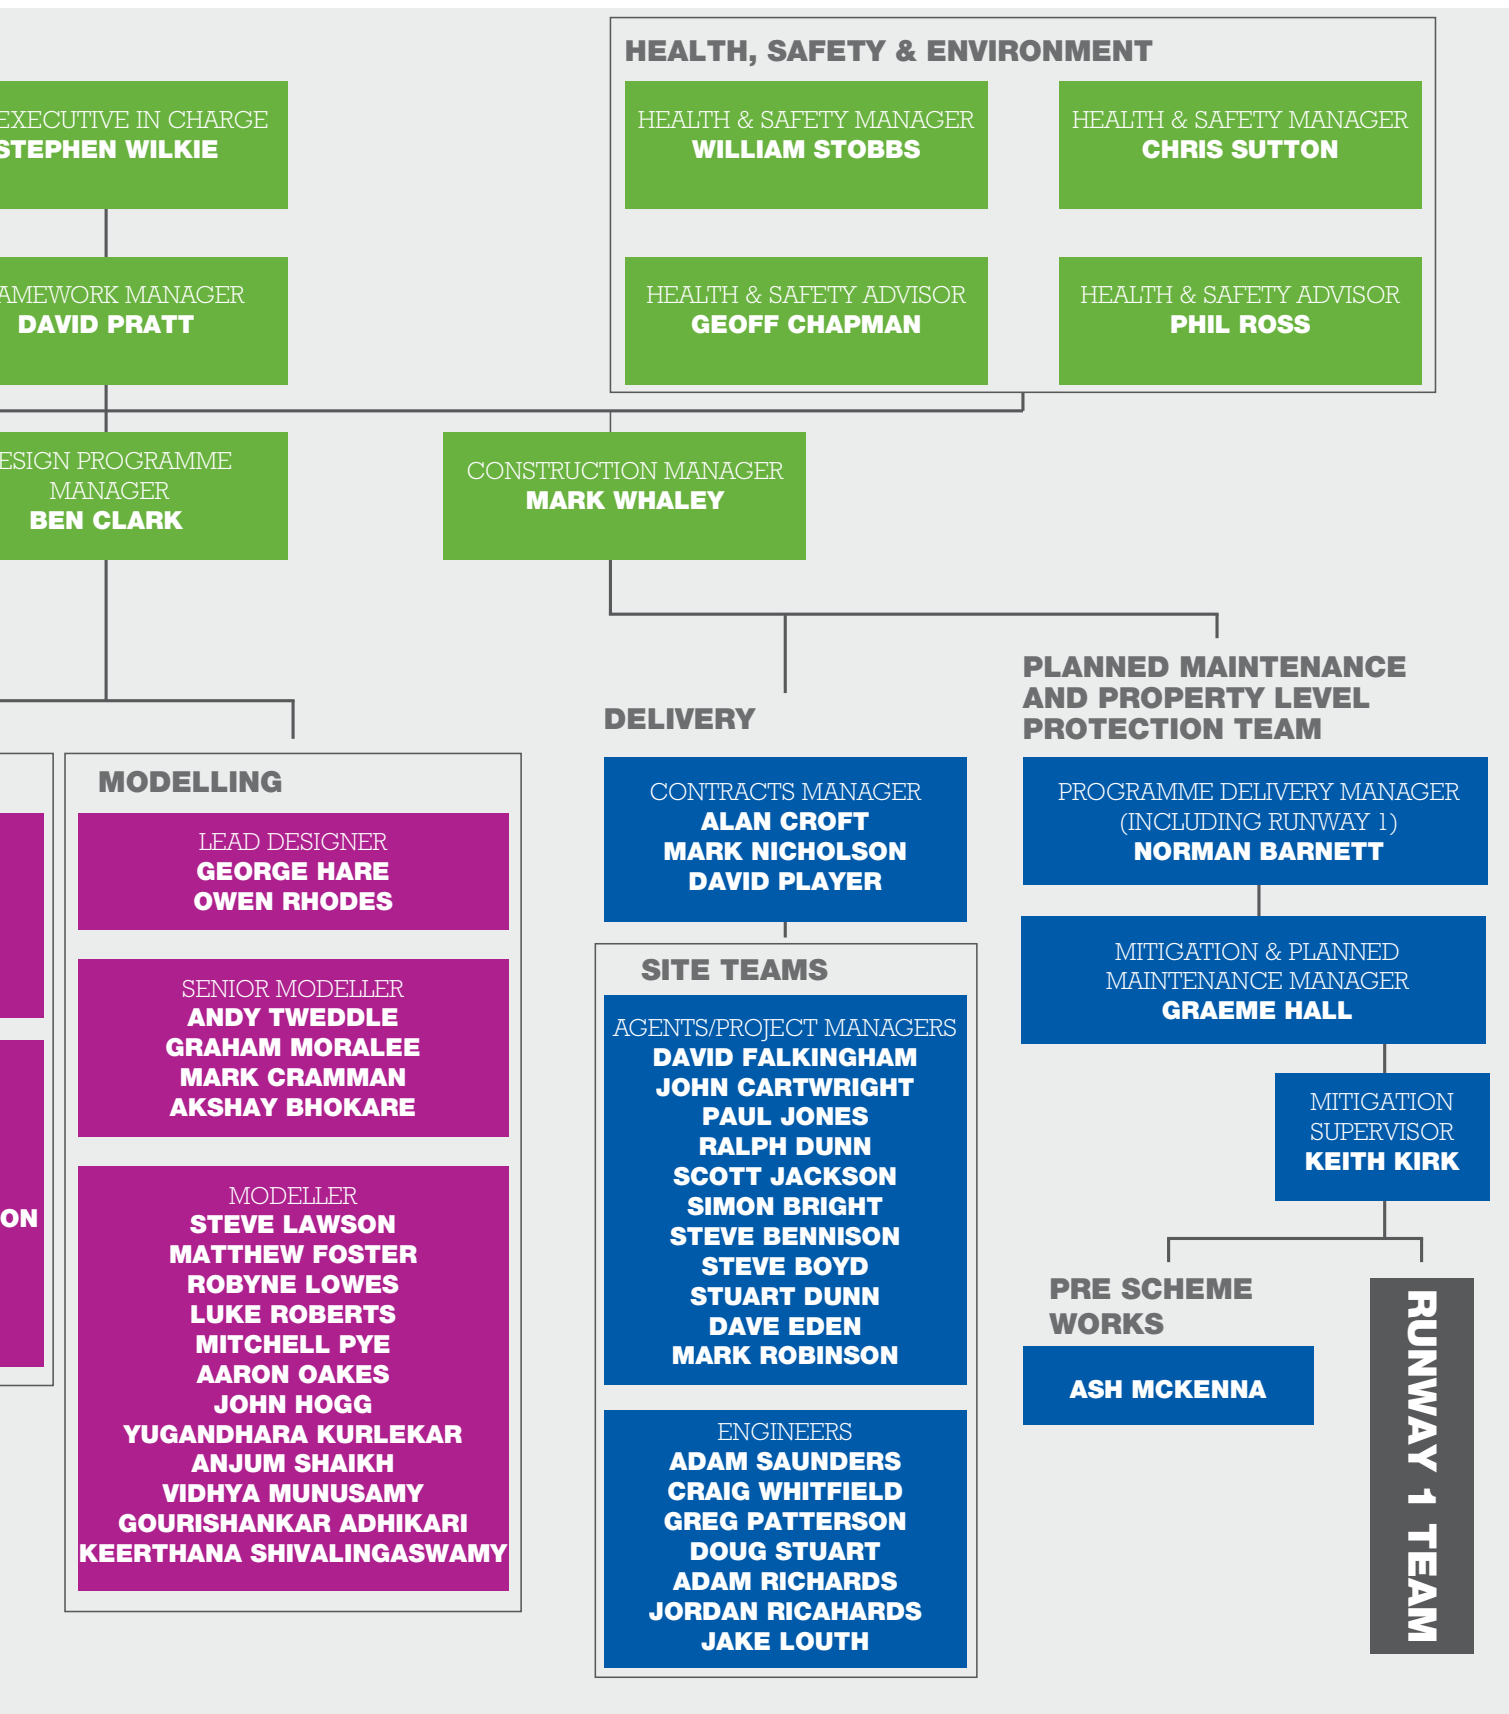 HEALTH, SAFETY & ENVIRONMENT
EXECUTIVE IN CHARGE
STEPHEN WILKIE
HEALTH & SAFETY MANAGER
WILLIAM STOBBS
HEALTH & SAFETY MANAGER
CHRIS SUTTON
AMEWORK MANAGER
DAVID PRATT
HEALTH & SAFETY ADVISOR
GEOFF CHAPMAN
HEALTH & SAFETY ADVISOR
PHIL ROSS
ESIGN PROGRAMME
MANAGER
BEN CLARK
CONSTRUCTION MANAGER
MARK WHALEY
ON
MODELLING
LEAD DESIGNER
GEORGE HARE
OWEN RHODES
SENIOR MODELLER
ANDY TWEDDLE
GRAHAM MORALEE
MARK CRAMMAN
AKSHAY BHOKARE
MODELLER
STEVE LAWSON
MATTHEW FOSTER
ROBYNE LOWES
LUKE ROBERTS
MITCHELL PYE
AARON OAKES
JOHN HOGG
YUGANDHARA KURLEKAR
ANJUM SHAIKH
VIDHYA MUNUSAMY
GOURISHANKAR ADHIKARI
KEERTHANA SHIVALINGASWAMY
DELIVERY
CONTRACTS MANAGER
ALAN CROFT
MARK NICHOLSON
DAVID PLAYER
SITE TEAMS
AGENTS/PROJECT MANAGERS
DAVID FALKINGHAM
JOHN CARTWRIGHT
PAUL JONES
RALPH DUNN
SCOTT JACKSON
SIMON BRIGHT
STEVE BENNISON
STEVE BOYD
STUART DUNN
DAVE EDEN
MARK ROBINSON
ENGINEERS
ADAM SAUNDERS
CRAIG WHITFIELD
GREG PATTERSON
DOUG STUART
ADAM RICHARDS
JORDAN RICAHARDS
JAKE LOUTH
PLANNED MAINTENANCE
AND PROPERTY LEVEL
PROTECTION TEAM
PROGRAMME DELIVERY MANAGER
(INCLUDING RUNWAY 1)
NORMAN BARNETT
MITIGATION & PLANNED
MAINTENANCE MANAGER
GRAEME HALL
MITIGATION
SUPERVISOR
KEITH KIRK
PRE SCHEME
WORKS
ASH MCKENNA
RUNWAY 1 TEAM